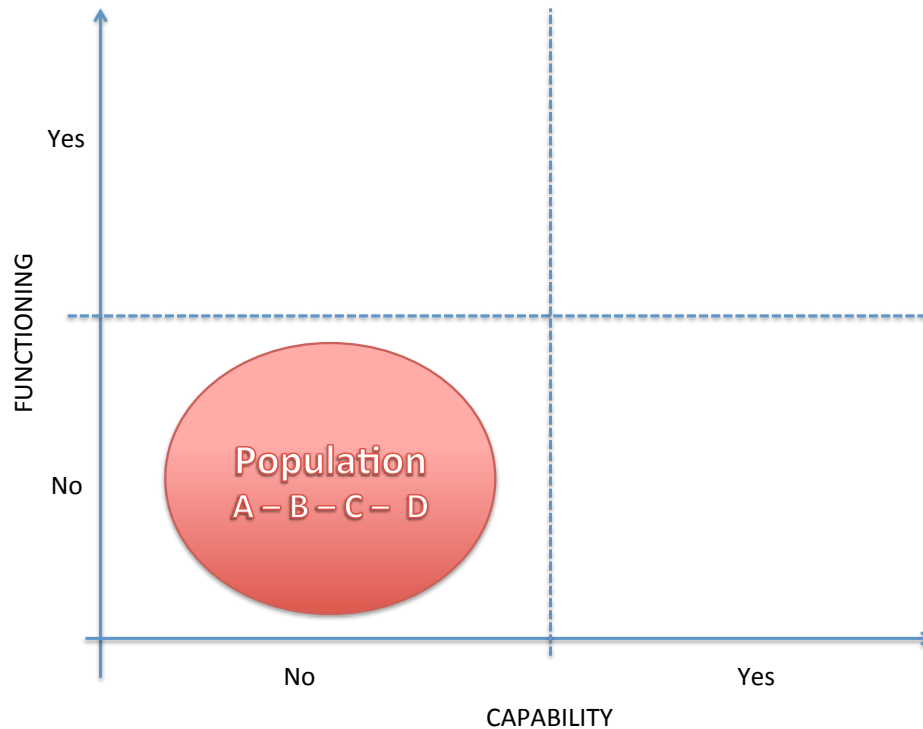 Yes
FUNCTIONING
Population
A – B – C – D
No
No
Yes
CAPABILITY